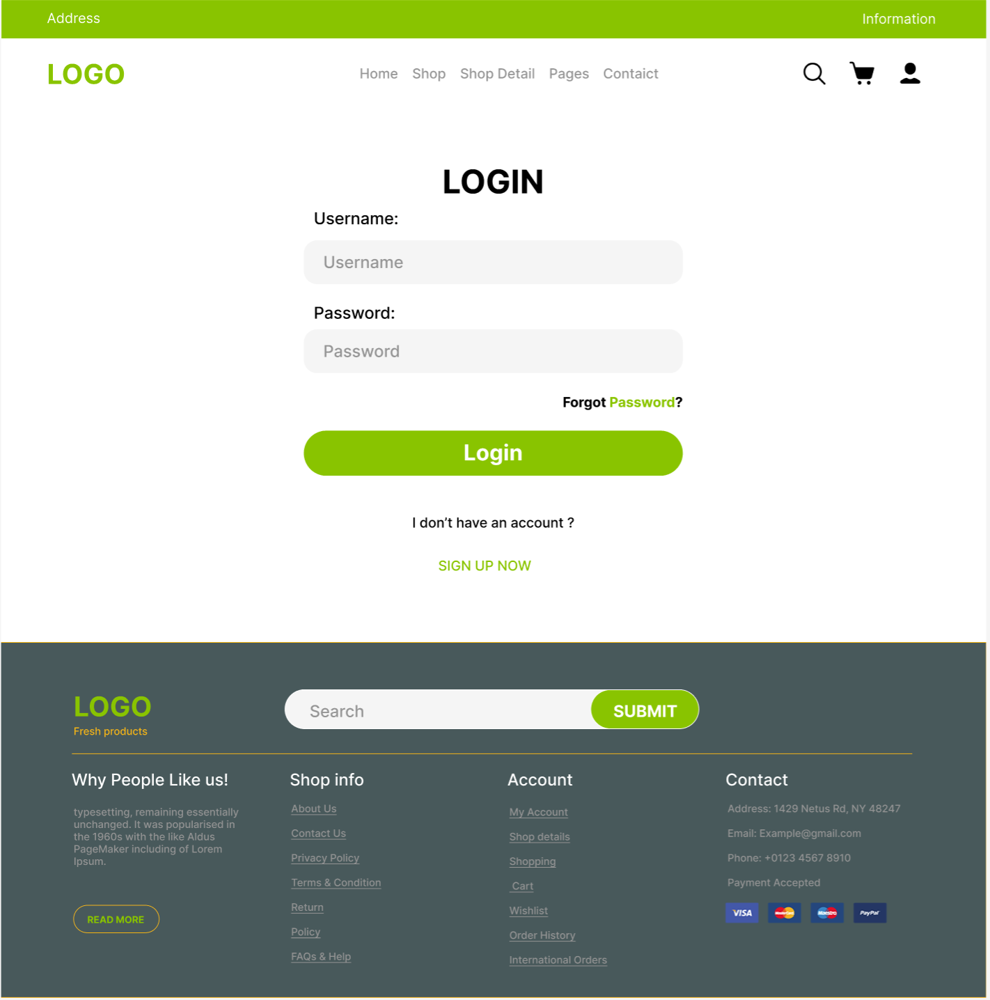 Address
Information
LOGO
Home Shop Shop Detail Pages Contaict
LOGIN
Username:
Username
Password:
Password
Forgot Password?
Login
I don’t have an account ?
SIGN UP NOW
LOGO
Fresh products
Search
SUBMIT
Why People Like us!
typesetting, remaining essentially
unchanged. It was popularised in
the 1960s with the like Aldus
PageMaker including of Lorem
Ipsum.
READ MORE
Shop info
About Us
Contact Us
Privacy Policy
Terms & Condition
Return
Policy
FAQs & Help
Account
My Account
Shop details
Shopping
Cart
Wishlist
Order History
International Orders
Contact
Address: 1429 Netus Rd, NY 48247
Email: Example@gmail.com
Phone: +0123 4567 8910
Payment Accepted
VISA
MasterCard
Maestro
PayPal